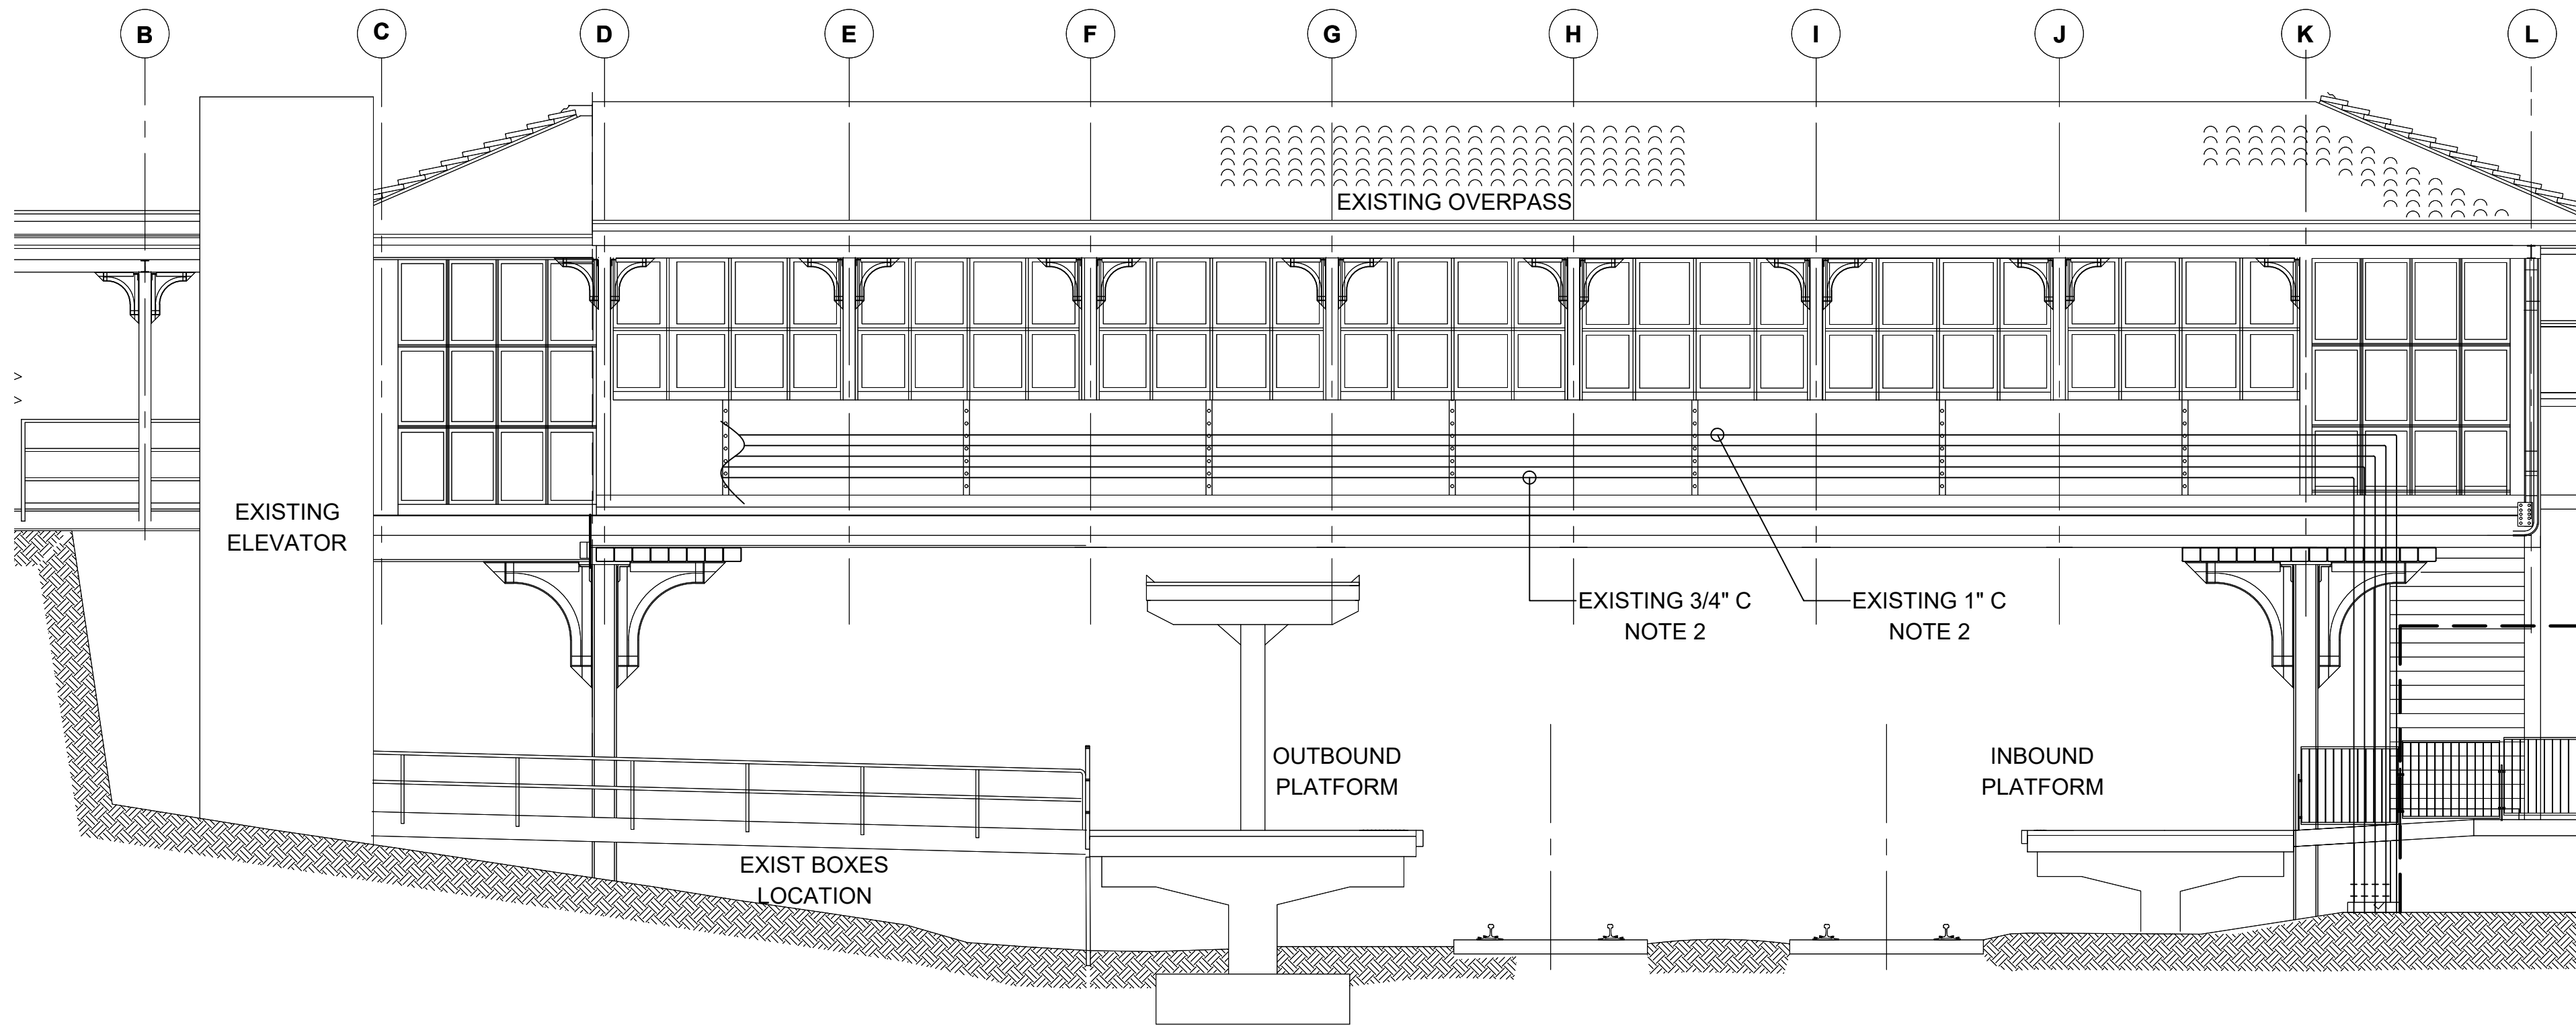 B
C
D
E
F
G
H
I
J
K
L
EXISTING OVERPASS
EXISTING
ELEVATOR
EXISTING 3/4" C
NOTE 2
EXISTING 1" C
NOTE 2
OUTBOUND
PLATFORM
INBOUND
PLATFORM
EXIST BOXES
LOCATION